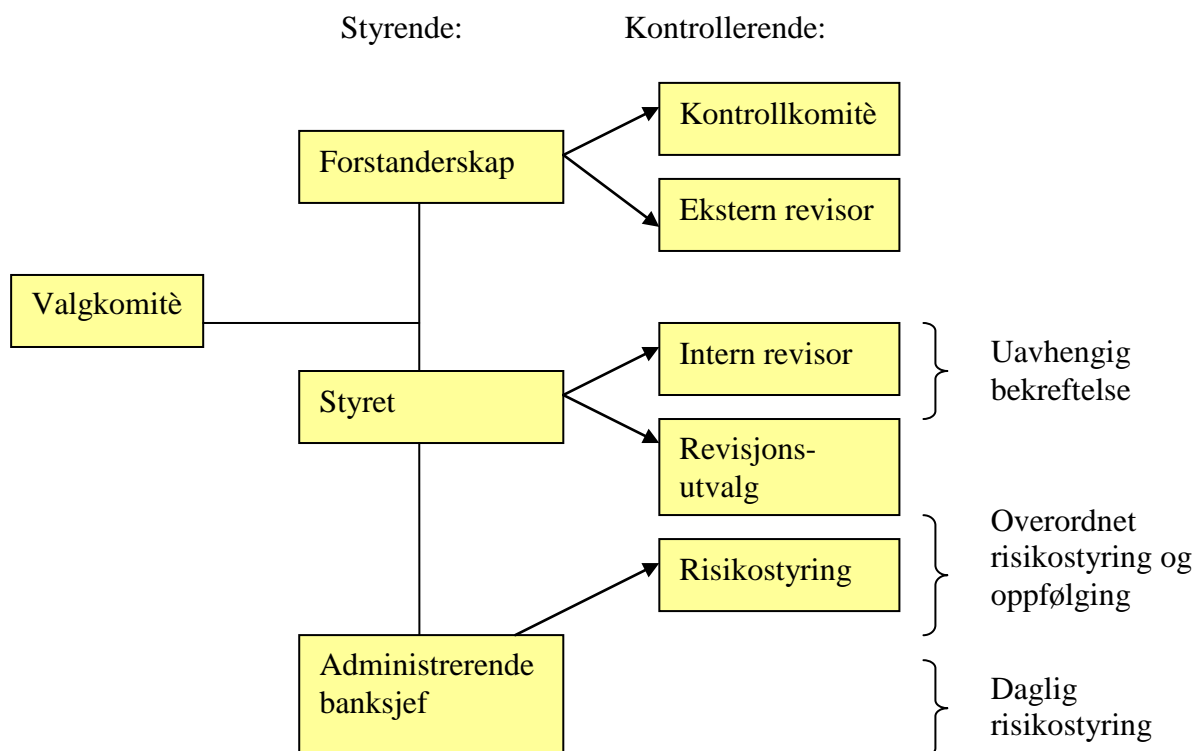 Styrende:
Kontrollerende:
Kontrollkomitè
Forstanderskap
Ekstern revisor
Valgkomitè
Intern revisor
Uavhengig
bekreftelse
Styret
Revisjons-
utvalg
Overordnet
risikostyring og
oppfølging
Risikostyring
Administrerende
banksjef
Daglig
risikostyring